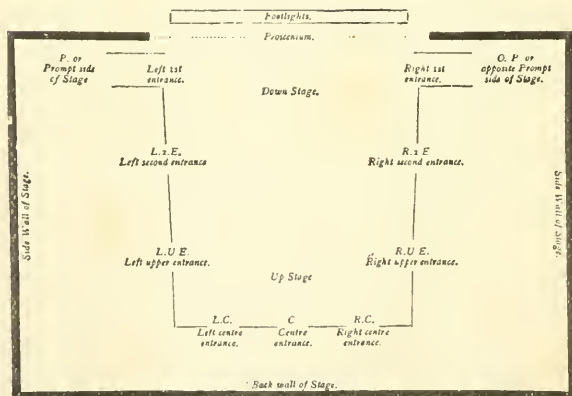 Footlights.
Proscenium.
P. or
Prompt side
of Stage
Left 1st
entrance.
Down Stage.
Right 1st
entrance.
O. P or
opposite Prompt
side of Stage.
L.2.E.
Left second entrance
R.2 E
Right second entrance.
Side Wall of Stage.
Side Wall of Stage.
L.U E.
Left upper entrance.
R.U E.
Right upper entrance.
Up Stage
L.C.
Left centre
entrance.
C
Centre
entrance.
R.C.
Right centre
entrance.
Back wall of Stage.